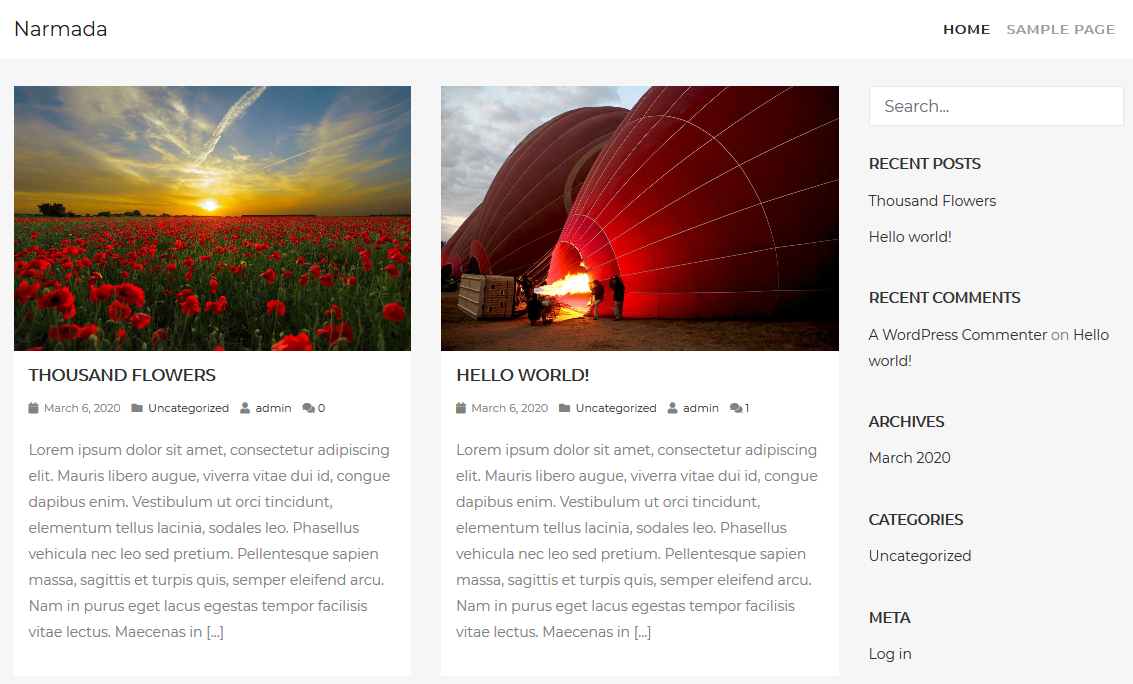 Narmada
HOME SAMPLE PAGE
THOUSAND FLOWERS
March 6, 2020 Uncategorized admin 0
Lorem ipsum dolor sit amet, consectetur adipiscing
elit. Mauris libero augue, viverra vitae dui id, congue
dapibus enim. Vestibulum ut orci tincidunt,
elementum tellus lacinia, sodales leo. Phasellus
vehicula nec leo sed pretium. Pellentesque sapien
massa, sagittis et turpis quis, semper eleifend arcu.
Nam in purus eget lacus egestas tempor facilisis
vitae lectus. Maecenas in [...]
HELLO WORLD!
March 6, 2020 Uncategorized admin 1
Lorem ipsum dolor sit amet, consectetur adipiscing
elit. Mauris libero augue, viverra vitae dui id, congue
dapibus enim. Vestibulum ut orci tincidunt,
elementum tellus lacinia, sodales leo. Phasellus
vehicula nec leo sed pretium. Pellentesque sapien
massa, sagittis et turpis quis, semper eleifend arcu.
Nam in purus eget lacus egestas tempor facilisis
vitae lectus. Maecenas in [...]
Search...
RECENT POSTS
Thousand Flowers
Hello world!
RECENT COMMENTS
A WordPress Commenter on Hello
world!
ARCHIVES
March 2020
CATEGORIES
Uncategorized
META
Log in